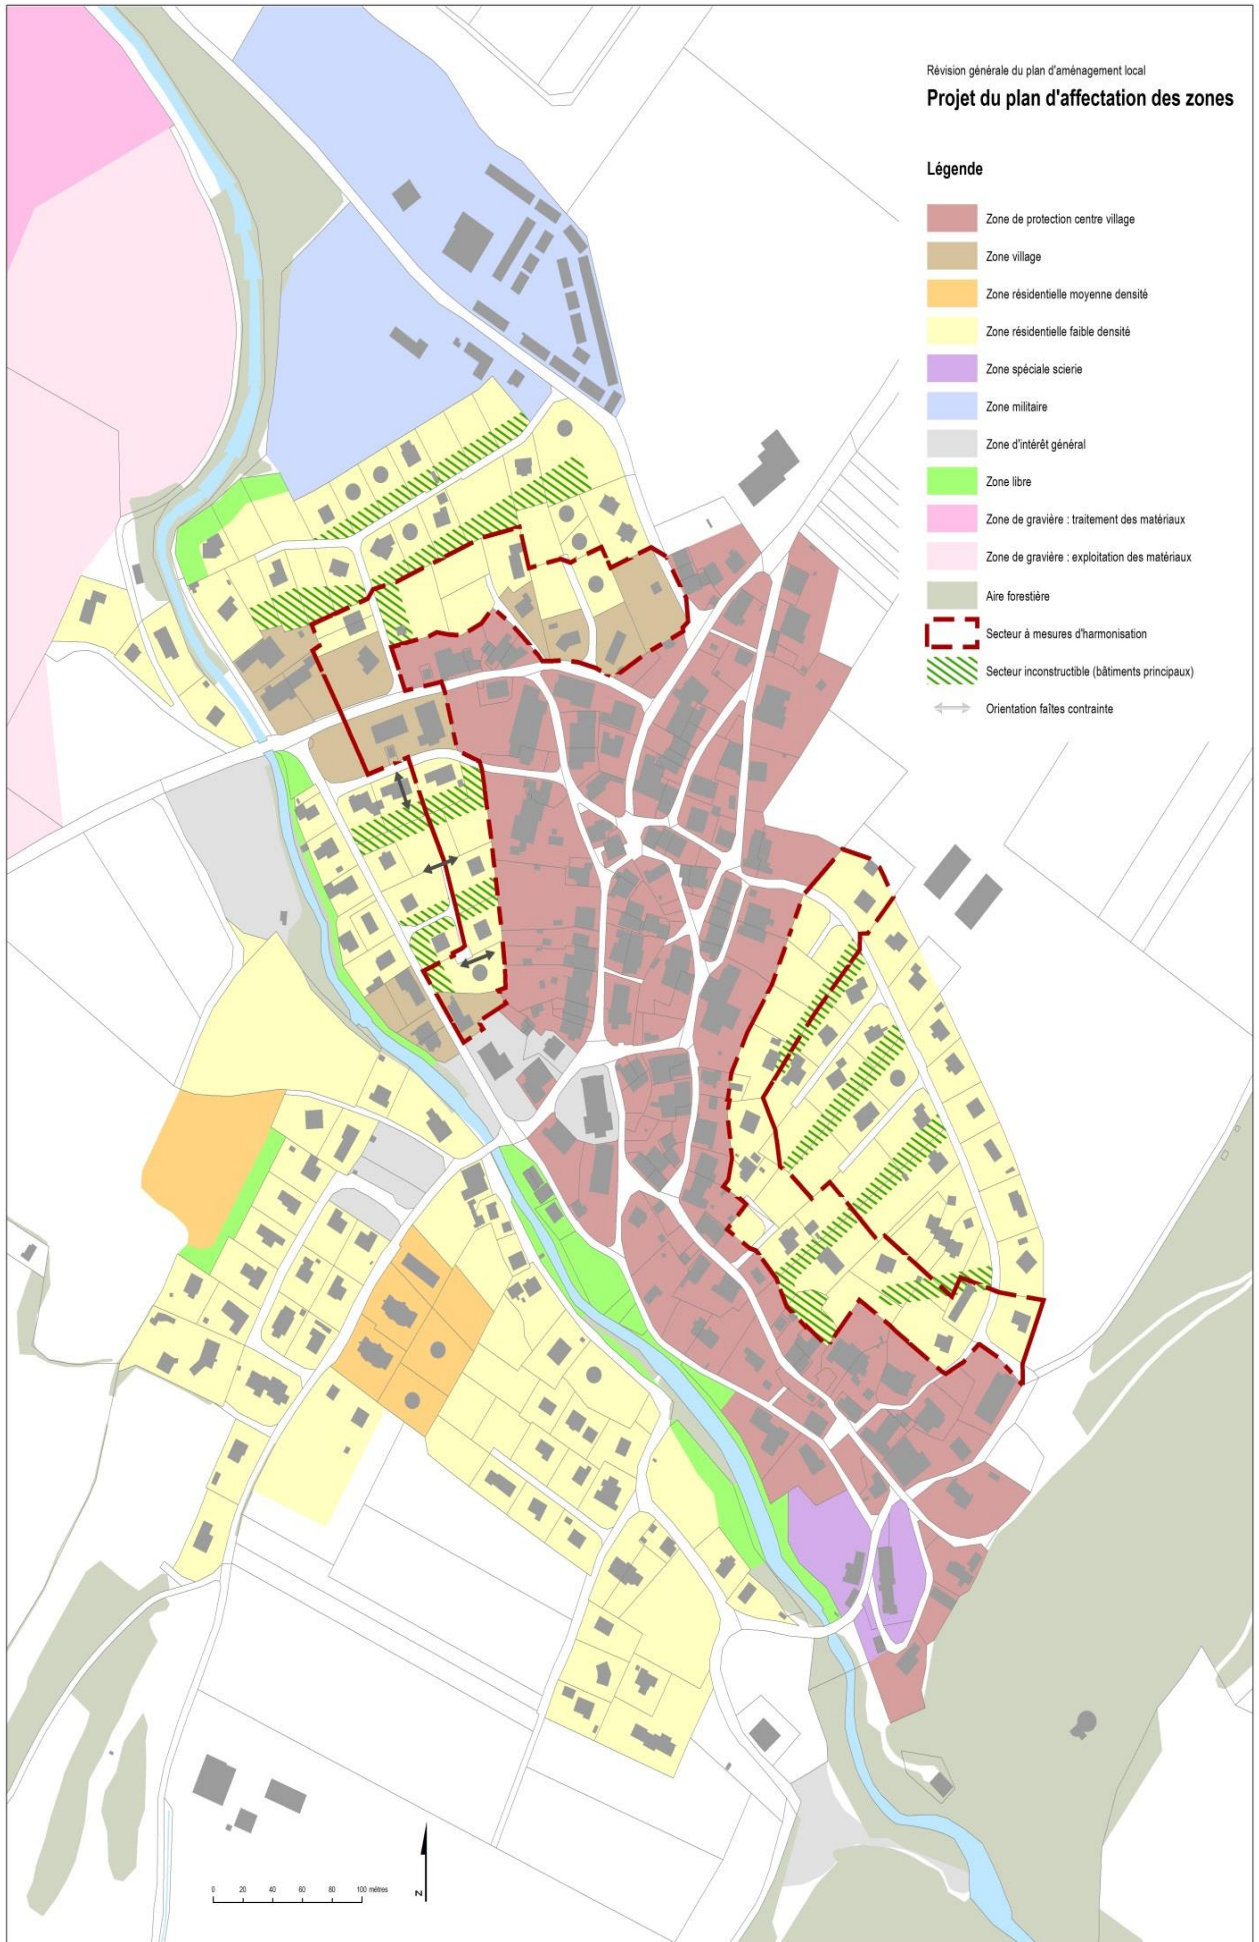 Révision générale du plan d'aménagement local
Projet du plan d'affectation des zones
Légende
Zone de protection centre village
Zone village
Zone résidentielle moyenne densité
Zone résidentielle faible densité
Zone spéciale scierie
Zone militaire
Zone d'intérêt général
Zone libre
Zone de gravière : traitement des matériaux
Zone de gravière : exploitation des matériaux
Aire forestière
Secteur à mesures d'harmonisation
Secteur inconstructible (bâtiments principaux)
Orientation faîtes contrainte
0 20 40 60 80 100 mètres
N